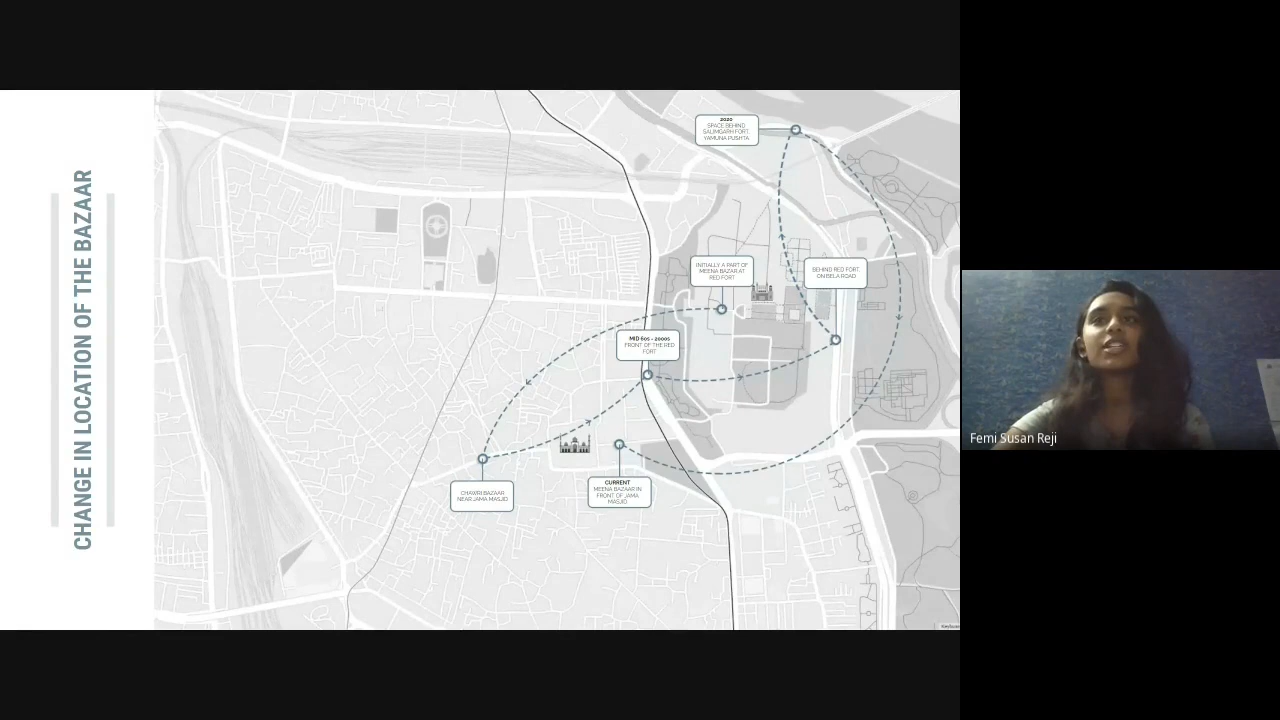 CHANGE IN LOCATION OF THE BAZAAR
2020
SPACE BEHIND
SALIMGARH FORT,
YAMUNA PUSHTA
INITIALLY A PART OF
MEENA BAZAR AT
RED FORT
BEHIND RED FORT,
ON BELA ROAD
MID 60s - 2000s
FRONT OF THE RED
FORT
CHAWRI BAZAAR
NEAR JAMA MASJID
CURRENT
MEENA BAZAAR IN
FRONT OF JAMA
MASJID
Femi Susan Reji